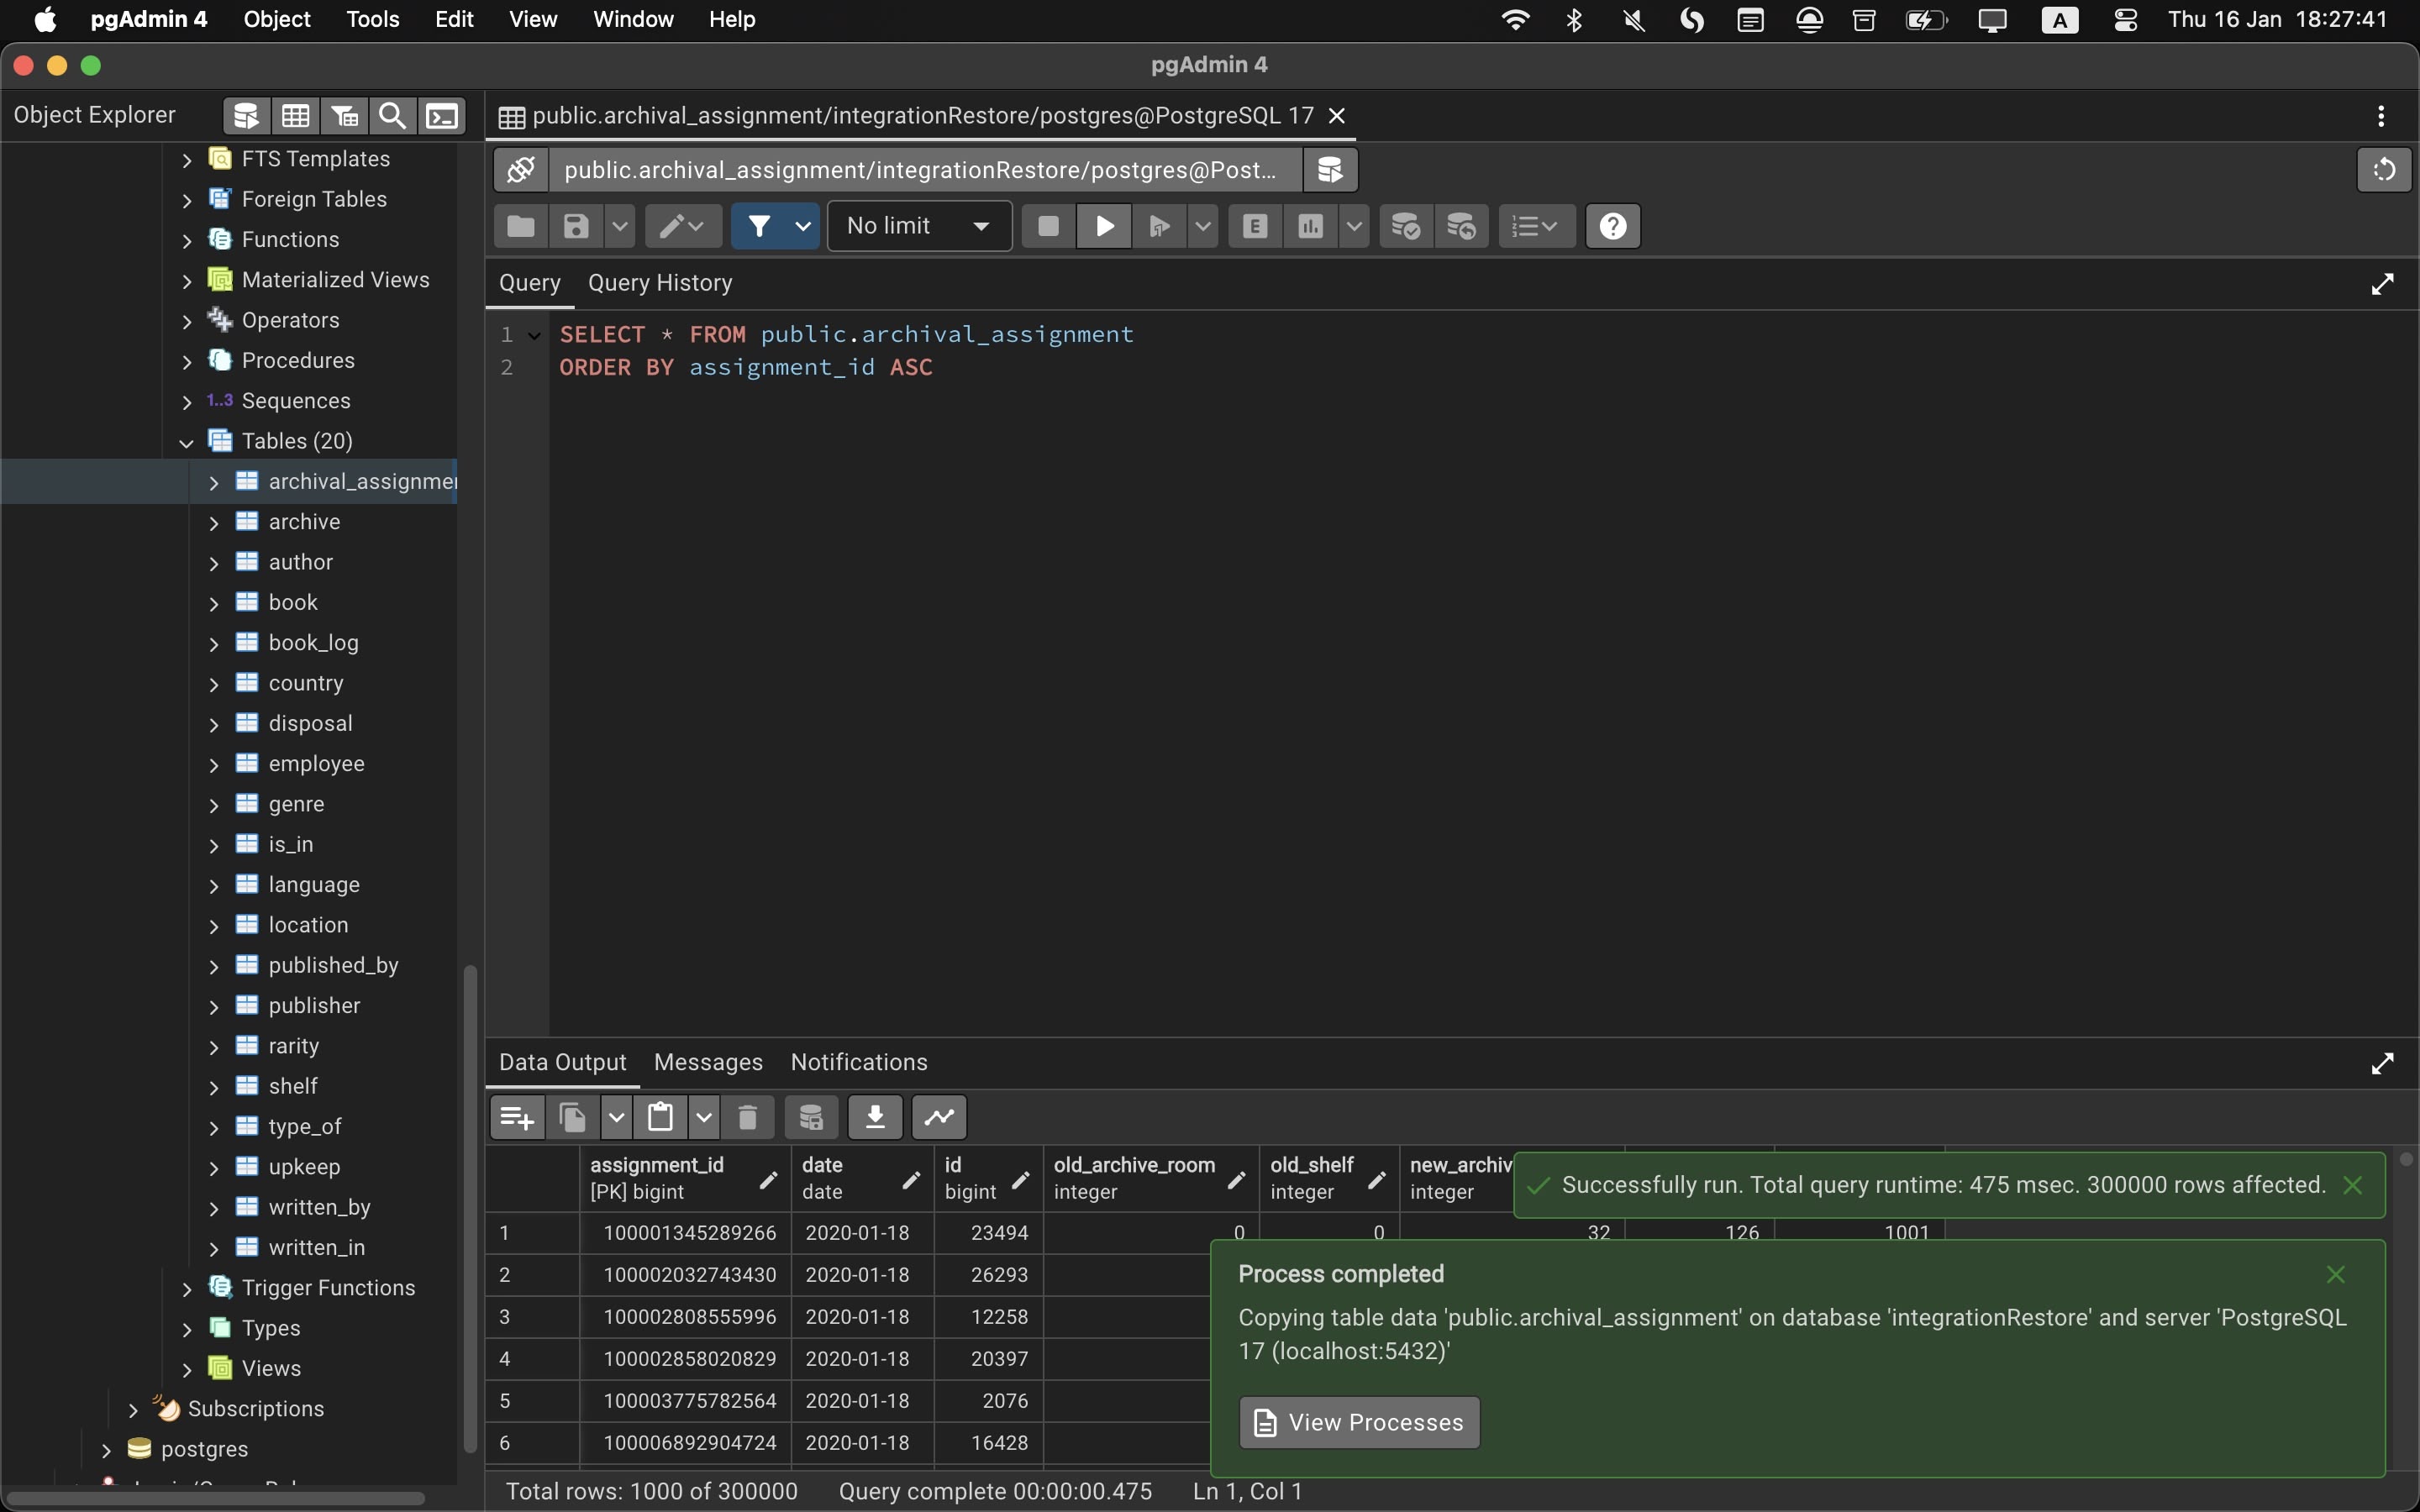 pgAdmin 4 Object Tools Edit View Window Help A Thu 16 Jan 18:27:41
pgAdmin 4
Object Explorer
public.archival_assignment/integrationRestore/postgres@PostgreSQL 17
public.archival_assignment/integrationRestore/postgres@Post...
No limit
E
Query Query History
1 SELECT * FROM public.archival_assignment
2 ORDER BY assignment_id ASC
FTS Templates
Foreign Tables
Functions
Materialized Views
Operators
Procedures
1..3 Sequences
Tables (20)
archival_assignmen
archive
author
book
book_log
country
disposal
employee
genre
is_in
language
location
published_by
publisher
rarity
shelf
type_of
upkeep
written_by
written_in
Trigger Functions
Types
Views
Subscriptions
postgres
Data Output Messages Notifications
assignment_id date id old_archive_room old_shelf new_archiv
[PK] bigint date bigint integer integer integer
Successfully run. Total query runtime: 475 msec. 300000 rows affected.
1 100001345289266 2020-01-18 23494 0 0 32 126 1001
2 100002032743430 2020-01-18 26293
3 100002808555996 2020-01-18 12258
4 100002858020829 2020-01-18 20397
5 100003775782564 2020-01-18 2076
6 100006892904724 2020-01-18 16428
Process completed
Copying table data 'public.archival_assignment' on database 'integrationRestore' and server 'PostgreSQL
17 (localhost:5432)'
View Processes
Total rows: 1000 of 300000 Query complete 00:00:00.475 Ln 1, Col 1